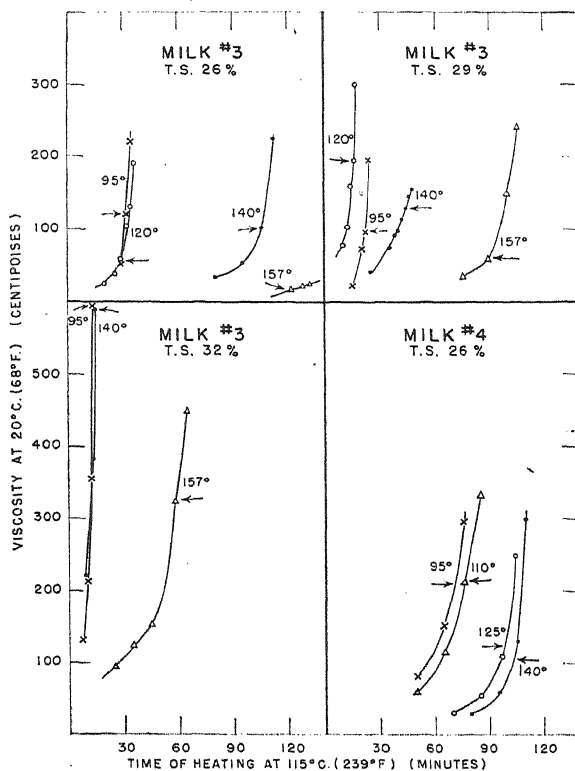 MILK #3
T.S. 26%
MILK #3
T.S. 29%
300
200
100
95°
120°
140°
157°
120°
95°
140°
157°
MILK #3
T.S. 32%
MILK #4
T.S. 26%
500
400
300
200
100
95°
140°
157°
95°
110°
125°
140°
VISCOSITY AT 20°C.(68°F.) (CENTIPOISES)
30 60 90 120 30 60 90 120
TIME OF HEATING AT 115°C.(239°F) (MINUTES)